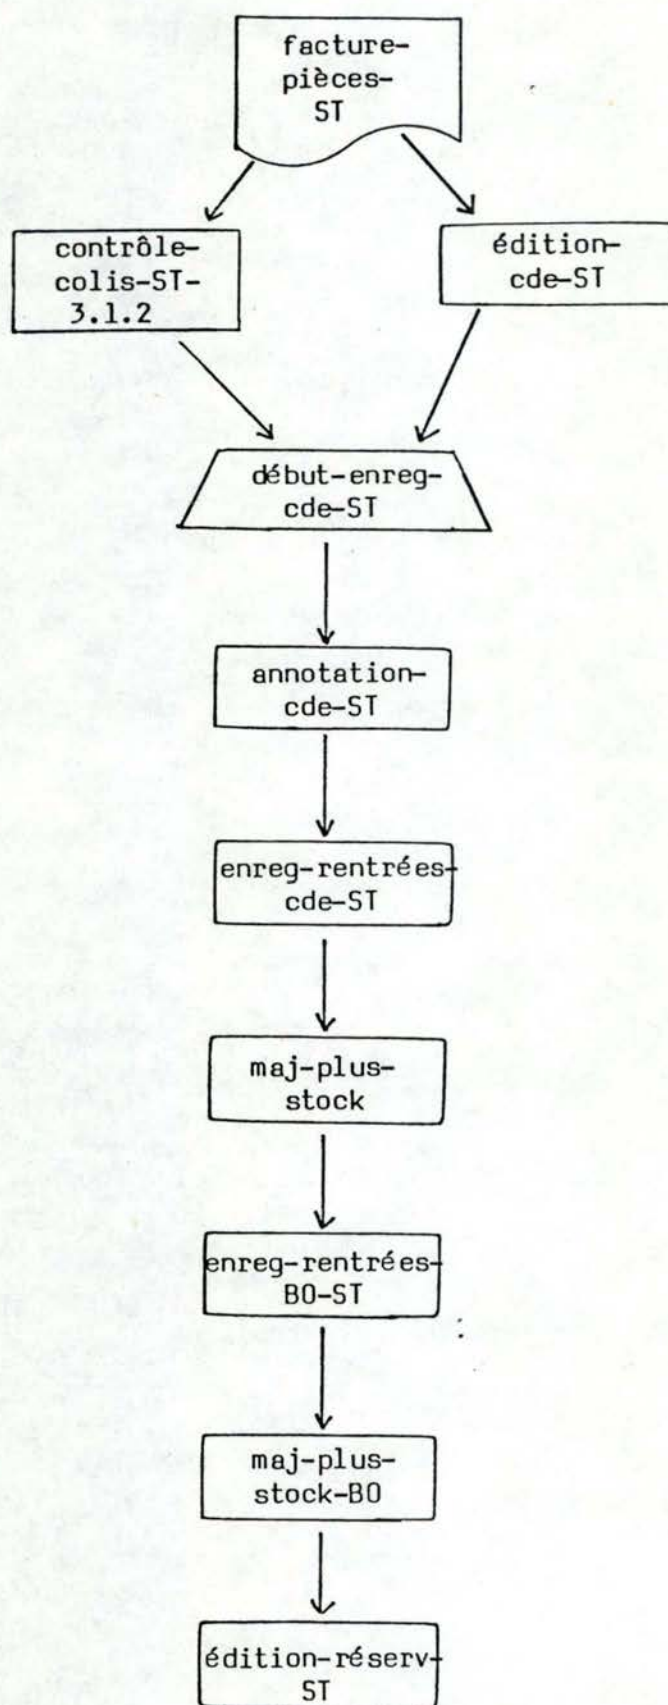 facture-
pièces-
ST
contrôle-
colis-ST-
3.1.2
édition-
cde-ST
début-enreg-
cde-ST
annotation-
cde-ST
enreg-rentrées-
cde-ST
maj-plus-
stock
enreg-rentrées-
BO-ST
maj-plus-
stock-BO
édition-réserv-
ST